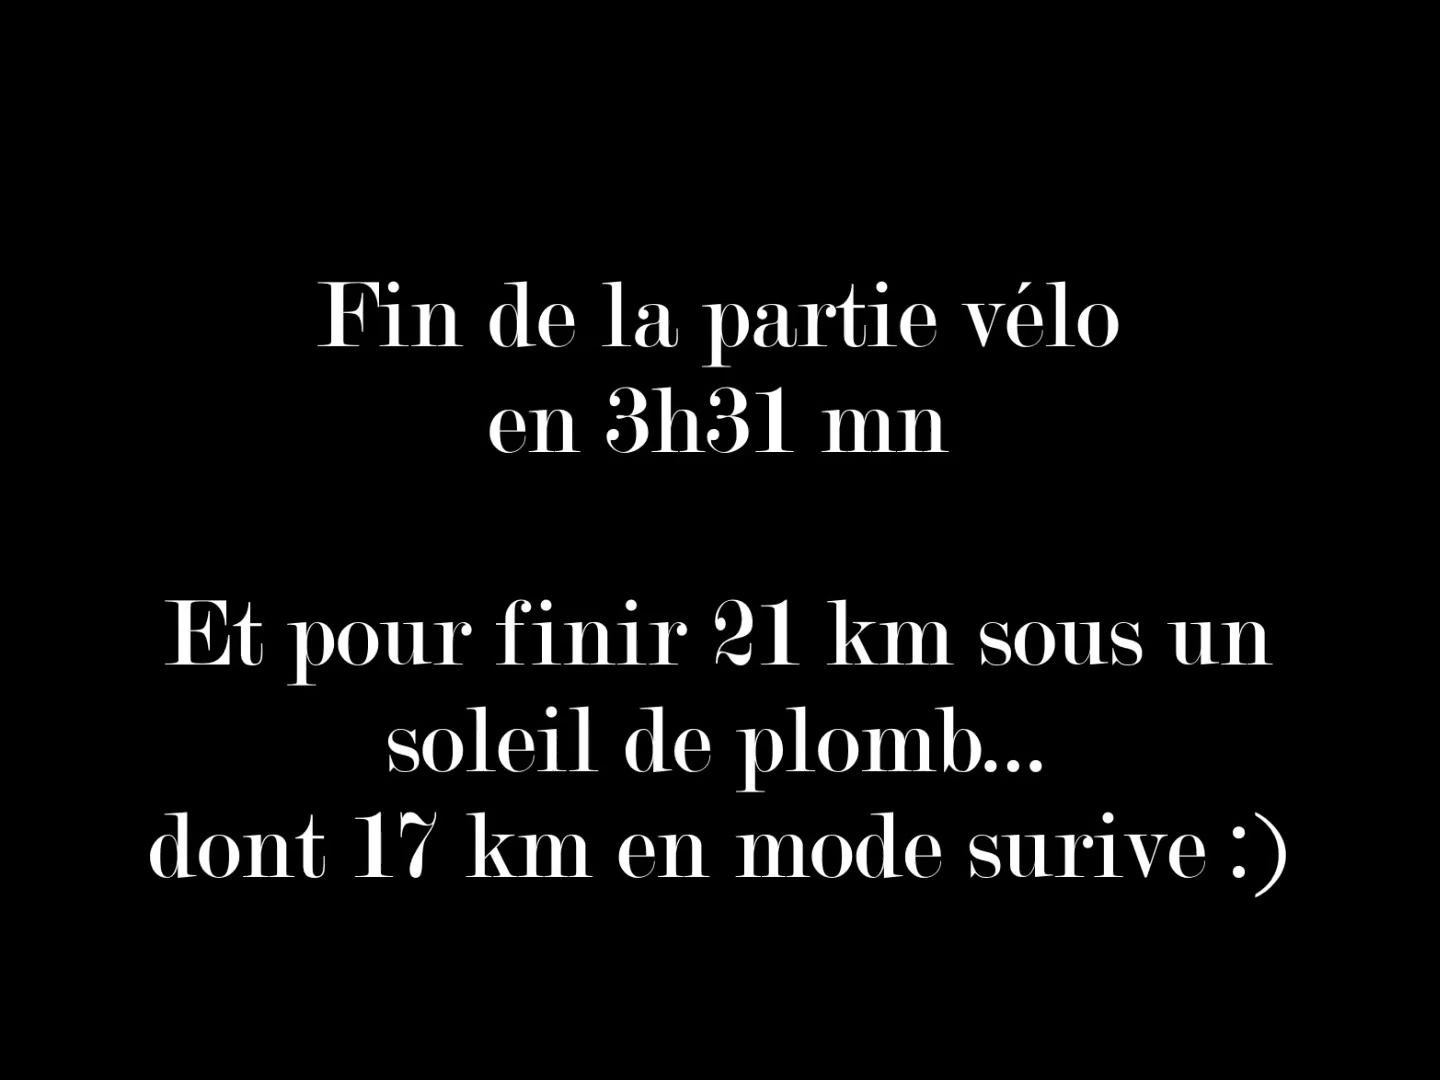 Fin de la partie vélo
en 3h31 mn
Et pour finir 21 km sous un
soleil de plomb...
dont 17 km en mode surive :)